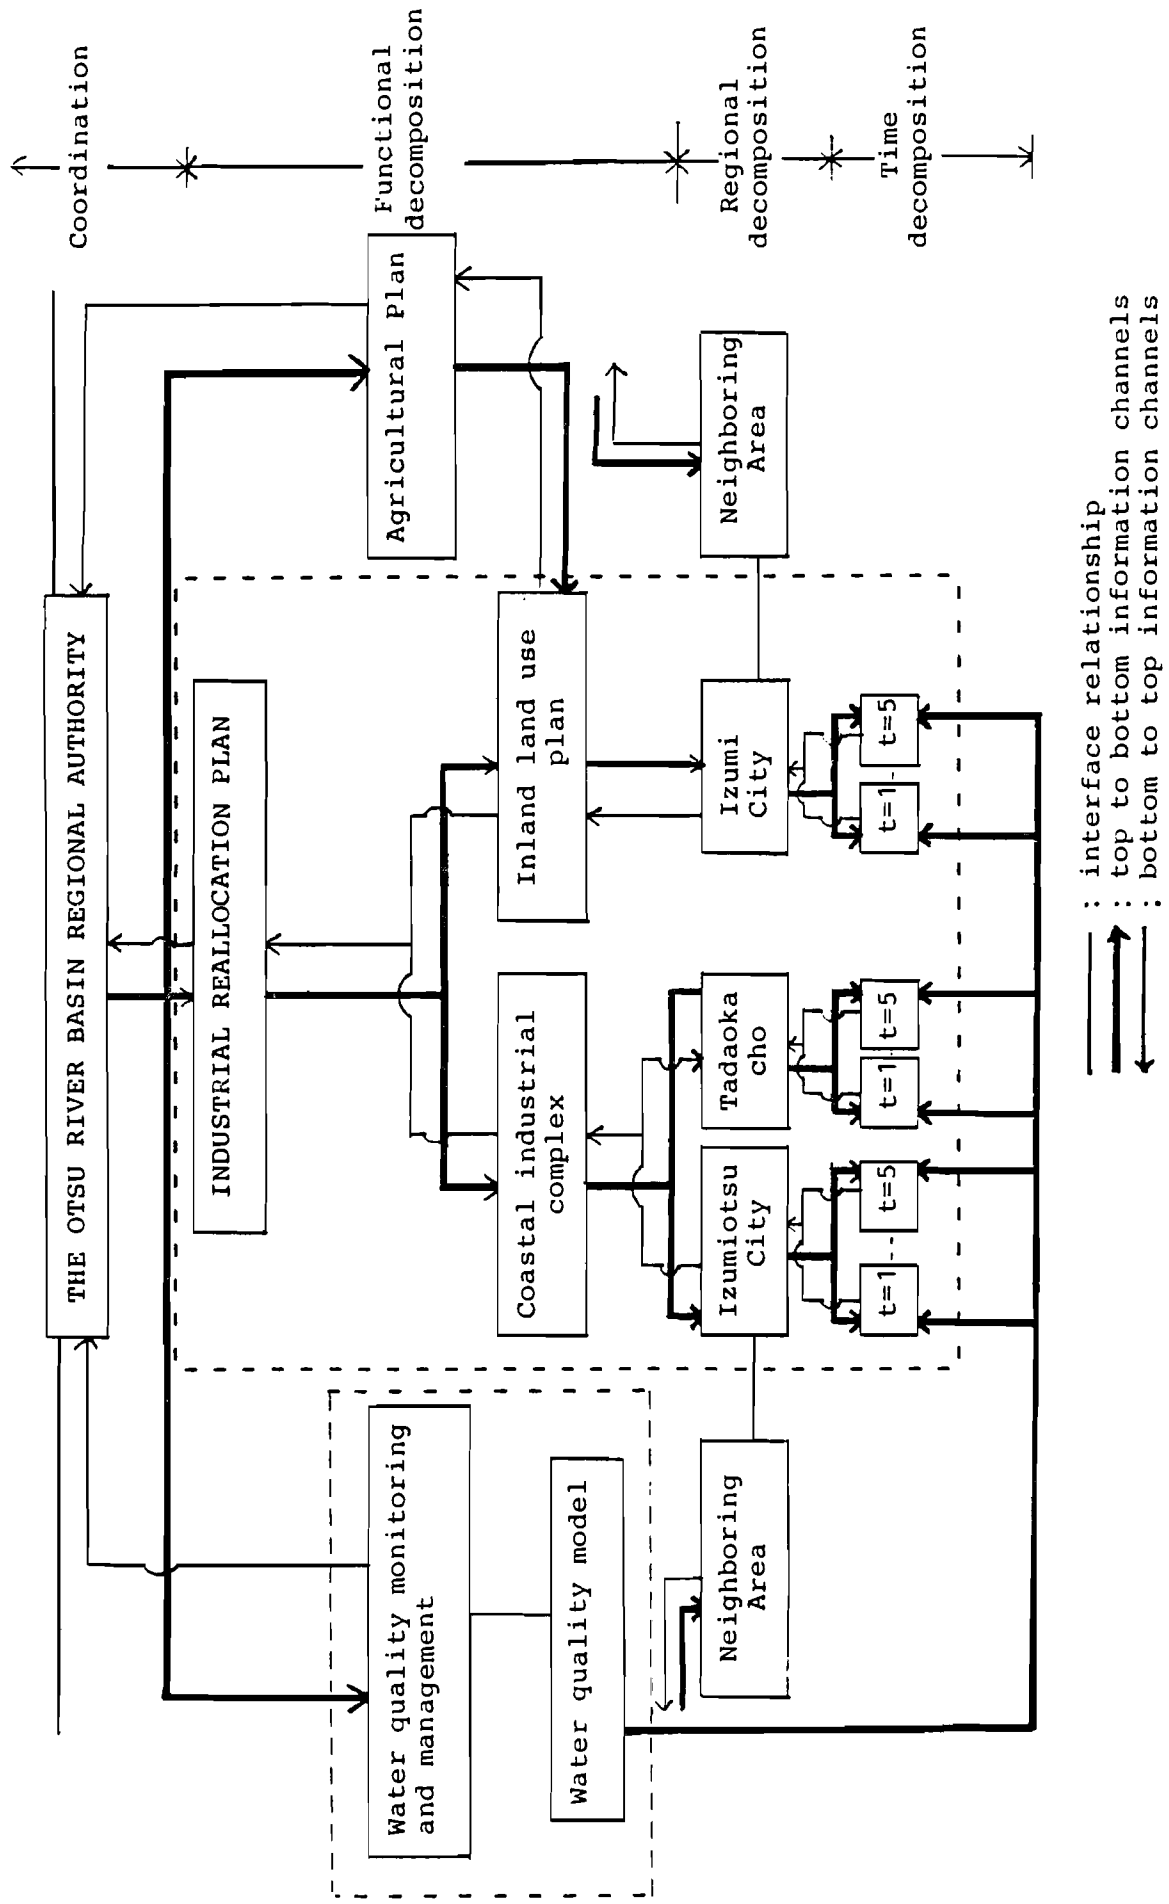 THE OTSU RIVER BASIN REGIONAL AUTHORITY
Coordination
INDUSTRIAL REALLOCATION PLAN
Water quality monitoring
and management
Agricultural Plan
Functional
decomposition
Water quality model
Coastal industrial
complex
Inland land use
plan
Neighboring
Area
Izumiotsu
City
Tadaoka
cho
Izumi
City
Neighboring
Area
Regional
decomposition
t=1
t=5
t=1
t=5
t=1
t=5
Time
decomposition
: interface relationship
: top to bottom information channels
: bottom to top information channels